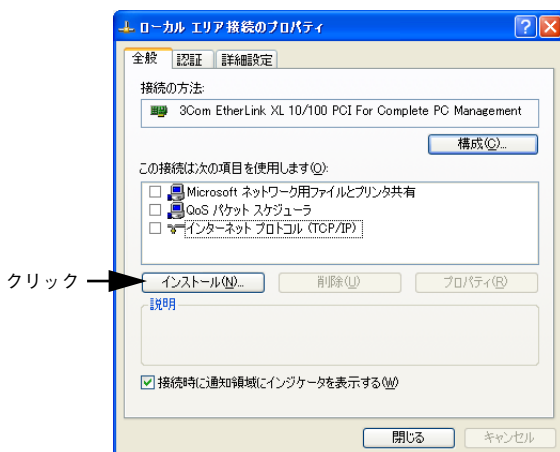 ローカル エリア接続のプロパティ
全般 認証 詳細設定
接続の方法:
3Com EtherLink XL 10/100 PCI For Complete PC Management
構成(C)...
この接続は次の項目を使用します(O):
Microsoft ネットワーク用ファイルとプリンタ共有
QoS パケット スケジューラ
インターネット プロトコル (TCP/IP)
クリック
インストール(N)... 削除(U) プロパティ(R)
説明
接続時に通知領域にインジケータを表示する(W)
閉じる キャンセル